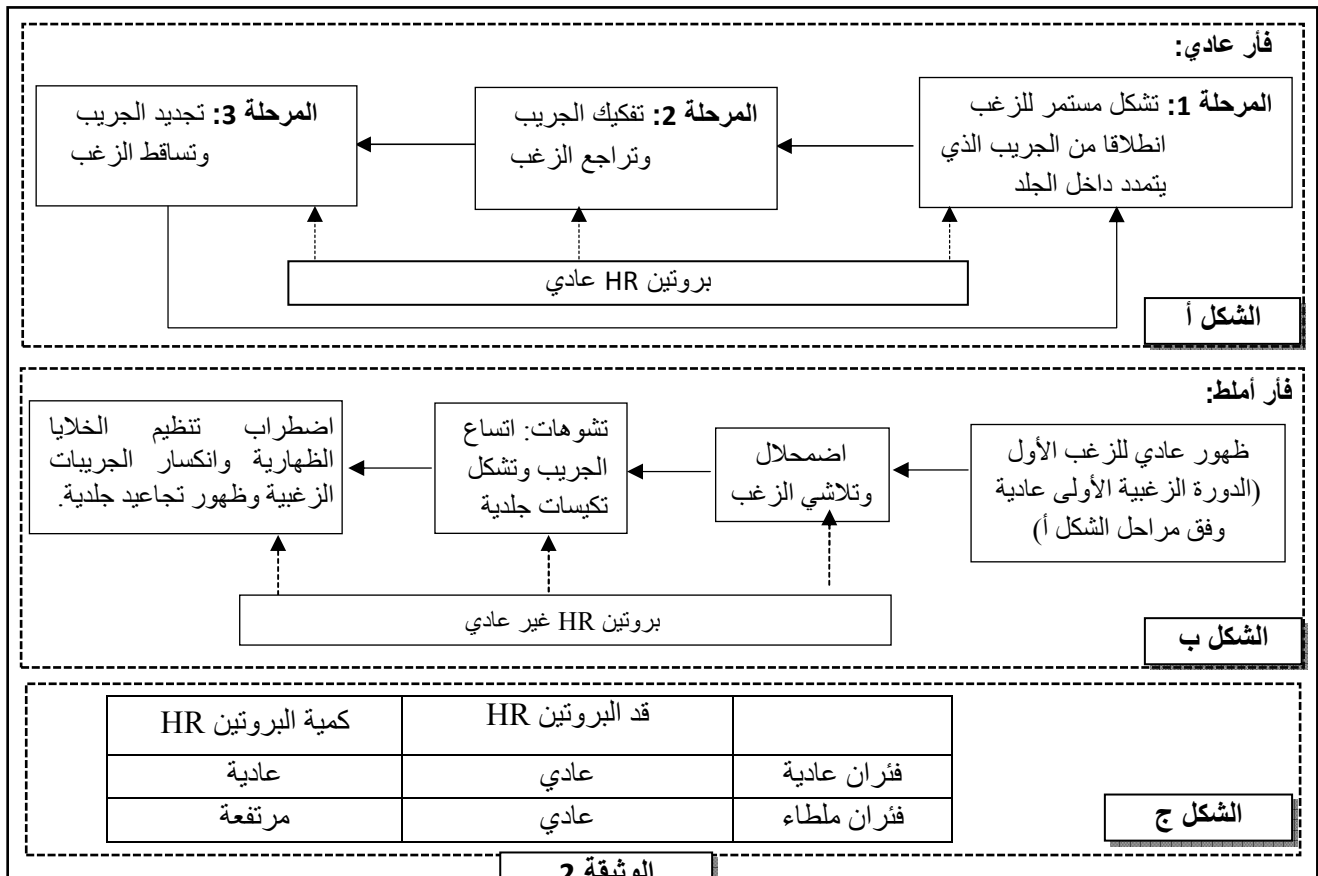 فأر عادي:
المرحلة 1: تشكل مستمر للزغب
انطلاقا من الجريب الذي
يتمدد داخل الجلد
المرحلة 2: تفكيك الجريب
وتراجع الزغب
المرحلة 3: تجديد الجريب
وتساقط الزغب
بروتين HR عادي
الشكل أ
فأر أملط:
ظهور عادي للزغب الأول
(الدورة الزغبية الأولى عادية
وفق مراحل الشكل أ)
اضمحلال
وتلاشي الزغب
تشوهات: اتساع
الجريب وتشكل
تكيسات جلدية
اضطراب تنظيم الخلايا
الظهارية وانكسار الجريبات
الزغبية وظهور تجاعيد جلدية.
بروتين HR غير عادي
الشكل ب
قد البروتين HR كمية البروتين HR
فئران عادية عادي عادية
فئران ملطاء عادي مرتفعة
الشكل ج
الوثيقة 2